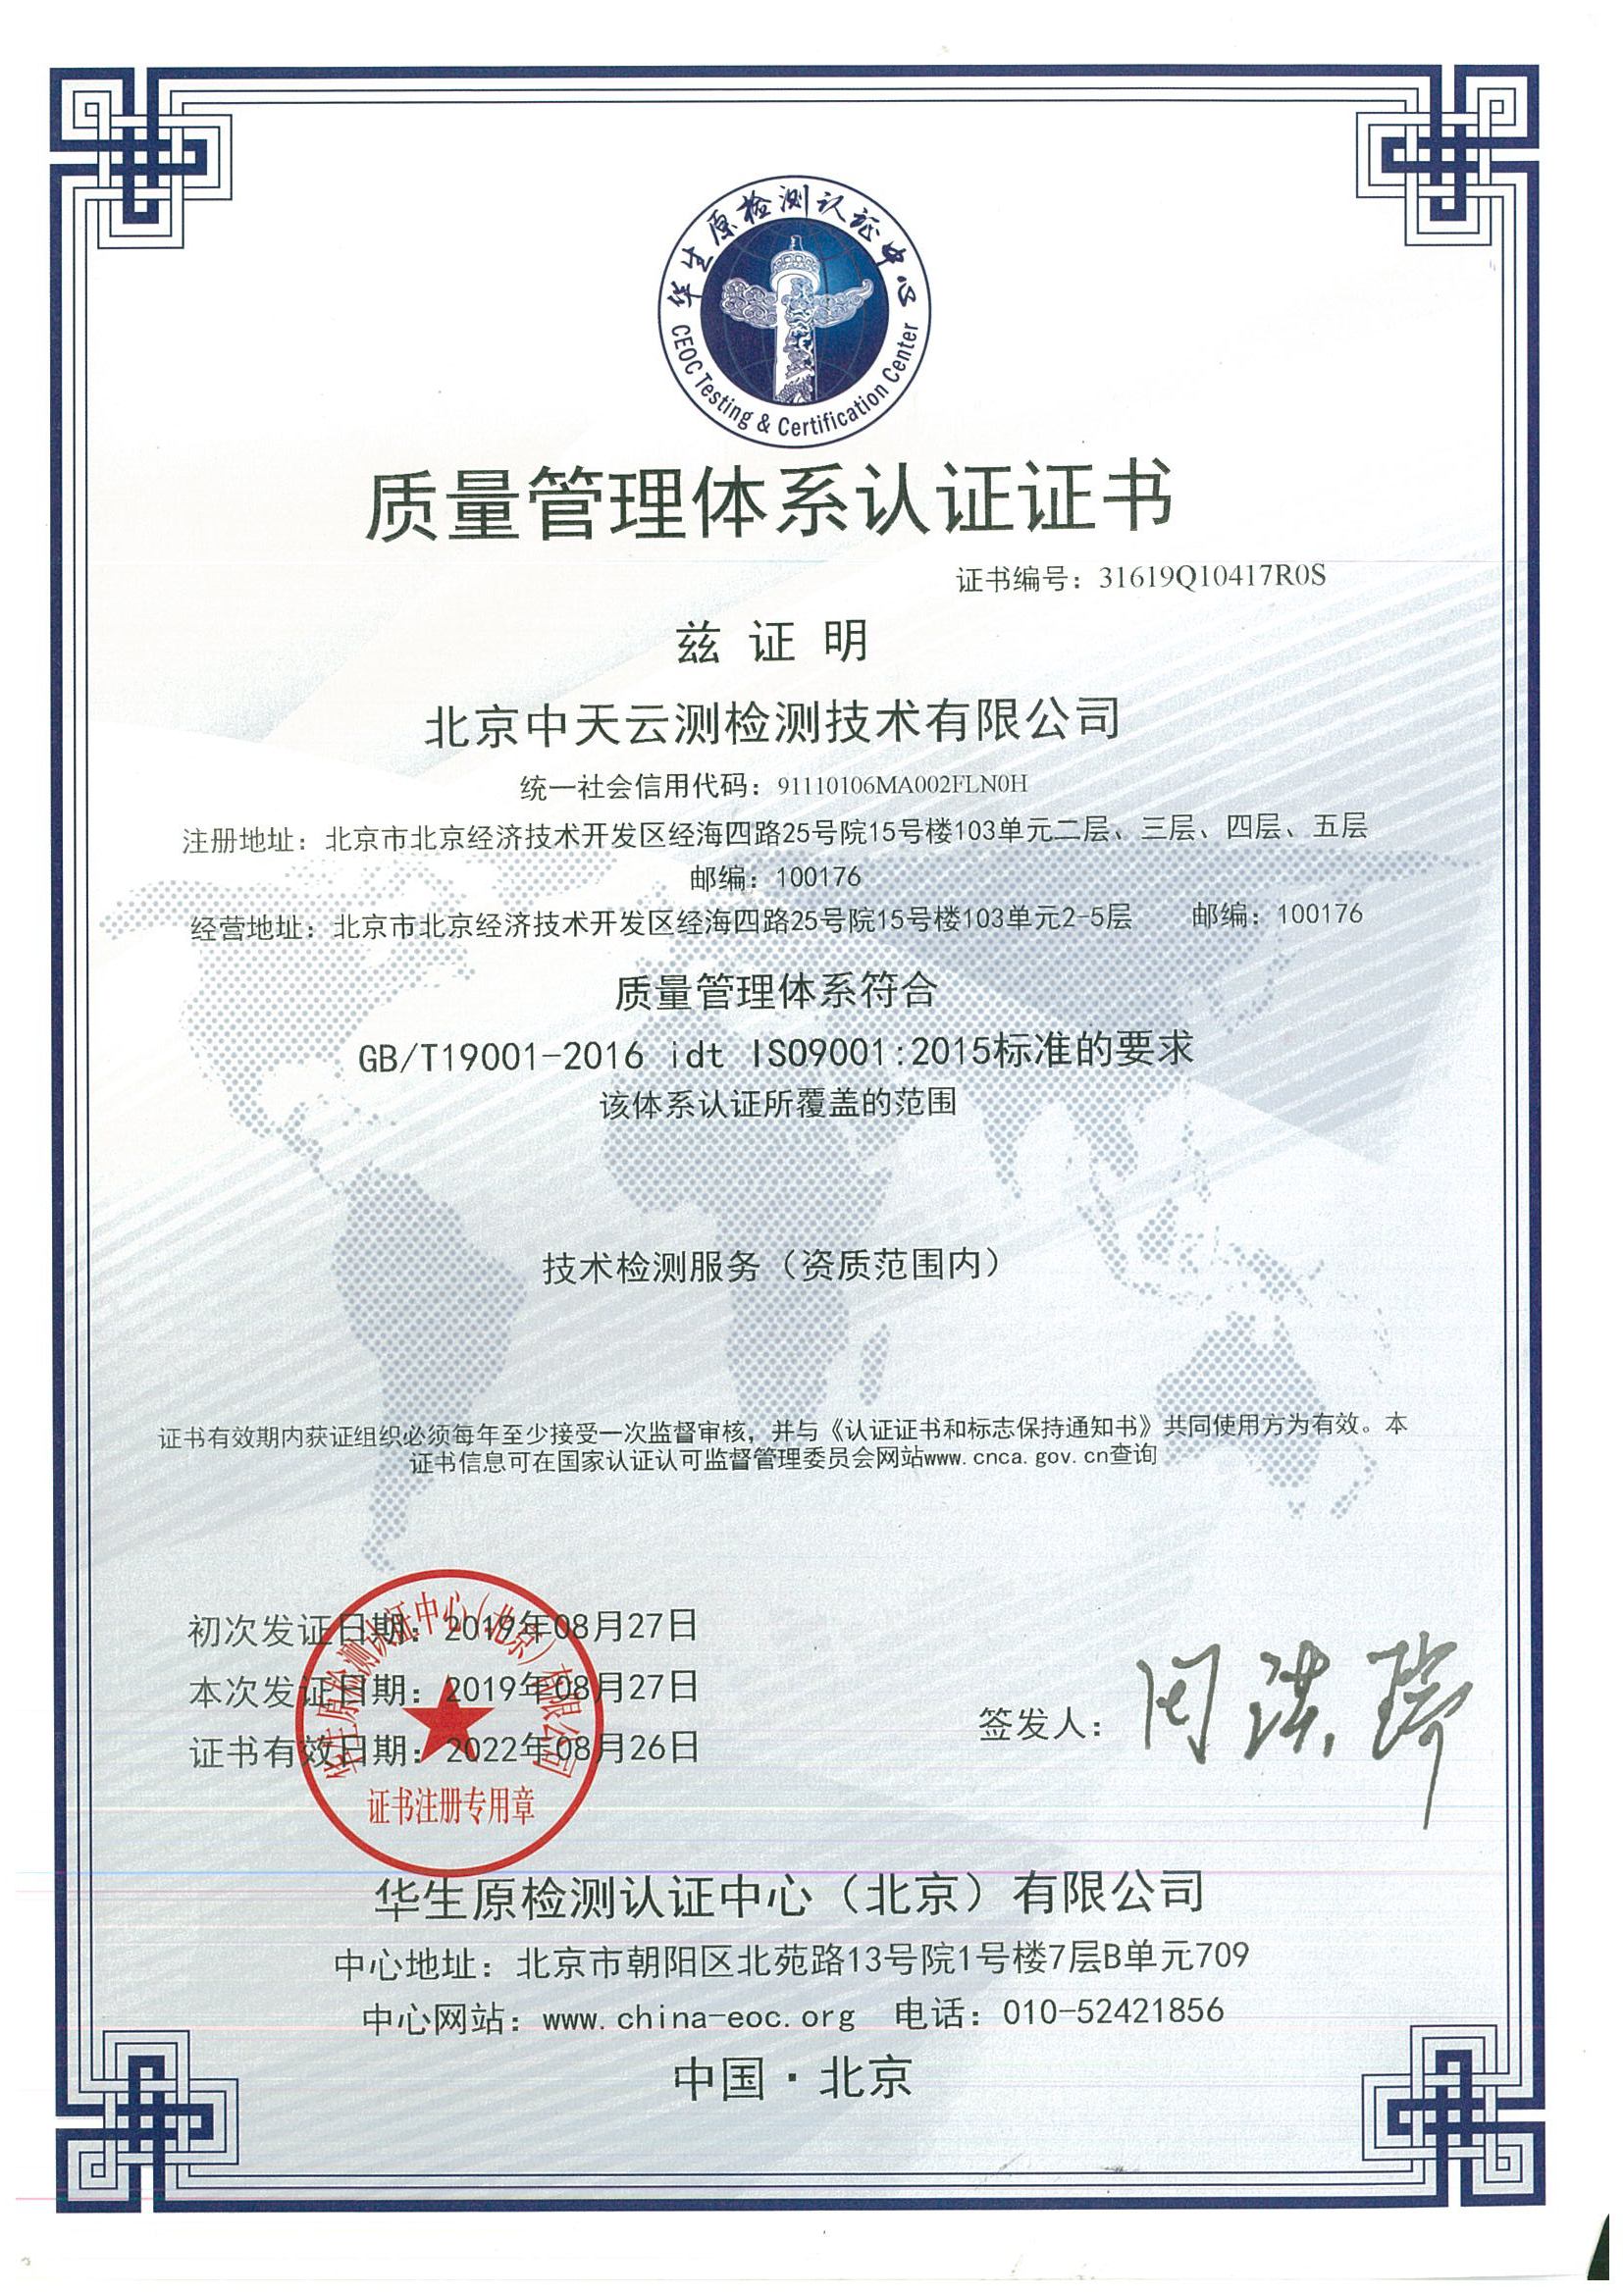 华生原检测认证中心
CEOC Testing & Certification Center
质量管理体系认证证书
证书编号：31619Q10417R0S
兹 证 明
北京中天云测检测技术有限公司
统一社会信用代码：91110106MA002FLN0H
注册地址：北京市北京经济技术开发区经海四路25号院15号楼103单元二层、三层、四层、五层
邮编：100176
经营地址：北京市北京经济技术开发区经海四路25号院15号楼103单元2-5层 邮编：100176
质量管理体系符合
GB/T19001-2016 idt ISO9001:2015标准的要求
该体系认证所覆盖的范围
技术检测服务（资质范围内）
证书有效期内获证组织必须每年至少接受一次监督审核，并与《认证证书和标志保持通知书》共同使用方为有效。本
证书信息可在国家认证认可监督管理委员会网站www.cnca.gov.cn查询
初次发证日期：2019年08月27日
本次发证日期：2019年08月27日
证书有效日期：2022年08月26日
华生原检测认证中心（北京）有限公司
证书注册专用章
签发人：
华生原检测认证中心（北京）有限公司
中心地址：北京市朝阳区北苑路13号院1号楼7层B单元709
中心网站：www.china-eoc.org 电话：010-52421856
中国·北京